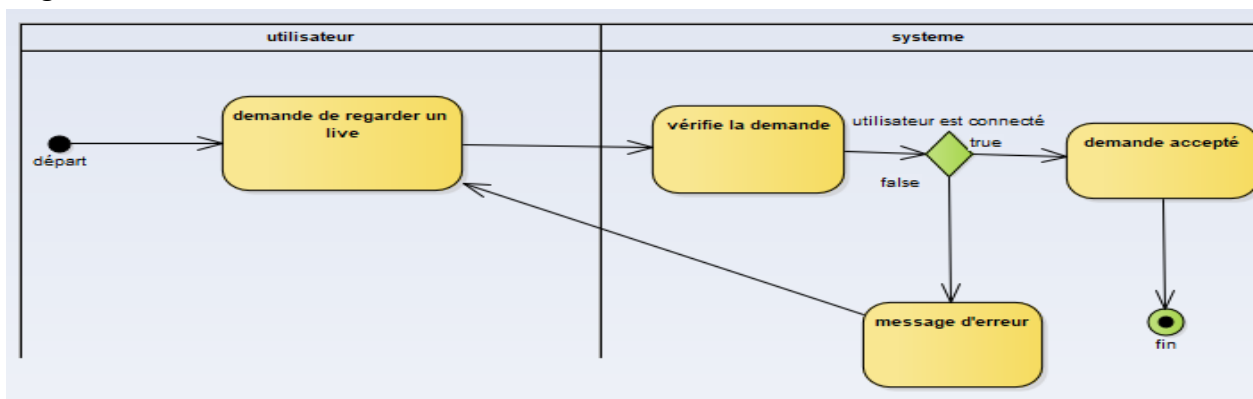 utilisateur
systeme
départ
demande de regarder un
live
vérifie la demande
utilisateur est connecté
true
false
demande accepté
message d'erreur
fin